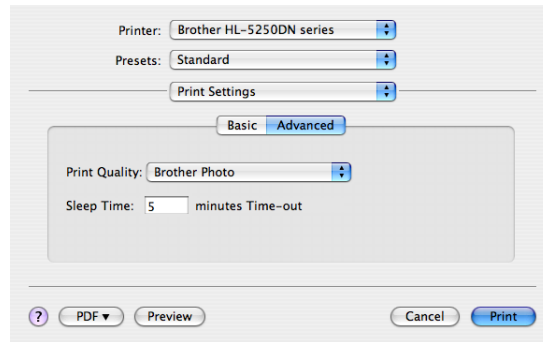 Printer: Brother HL-5250DN series
Presets: Standard
Print Settings
Basic Advanced
Print Quality: Brother Photo
Sleep Time: 5 minutes Time-out
? PDF ▼ Preview Cancel Print